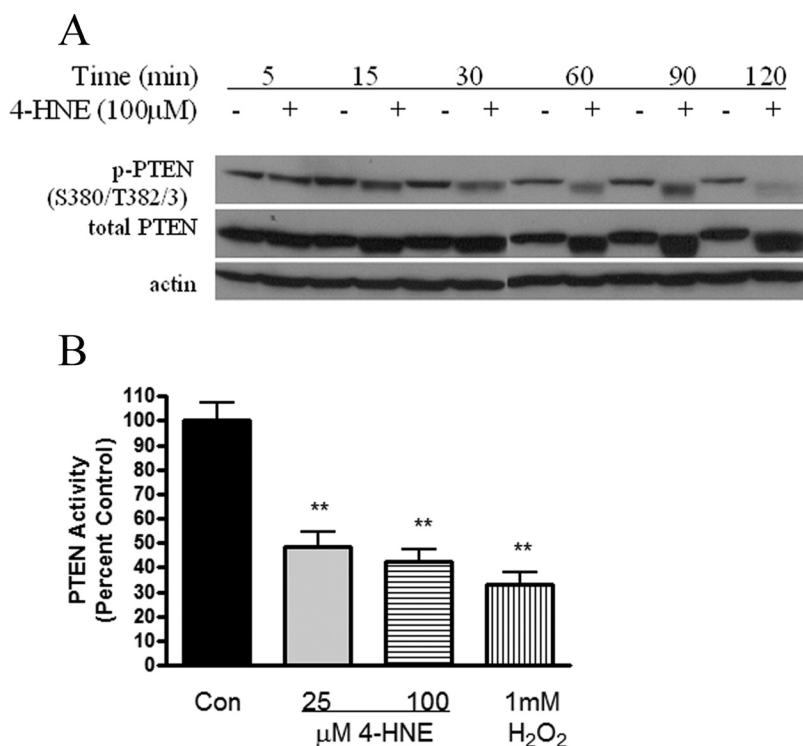 A
Time (min) 5 15 30 60 90 120
4-HNE (100μM) - + - + - + - + - + - +
p-PTEN
(S380/T382/3)
total PTEN
actin
B
PTEN Activity
(Percent Control)
110
100
90
80
70
60
50
40
30
20
10
0
** ** **
Con 25 100 1mM
μM 4-HNE H₂O₂